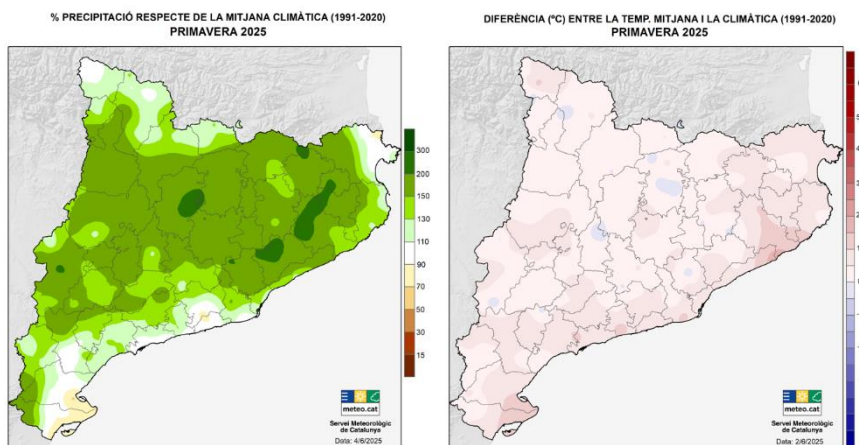 % PRECIPITACIÓ RESPECTE DE LA MITJANA CLIMÀTICA (1991-2020)
PRIMAVERA 2025
300
200
150
130
110
90
70
50
30
15
meteo.cat
Servei Meteorològic
de Catalunya
Data: 4/6/2025
DIFERÈNCIA (ºC) ENTRE LA TEMP. MITJANA I LA CLIMÀTICA (1991-2020)
PRIMAVERA 2025
meteo.cat
Servei Meteorològic
de Catalunya
Data: 2/6/2025